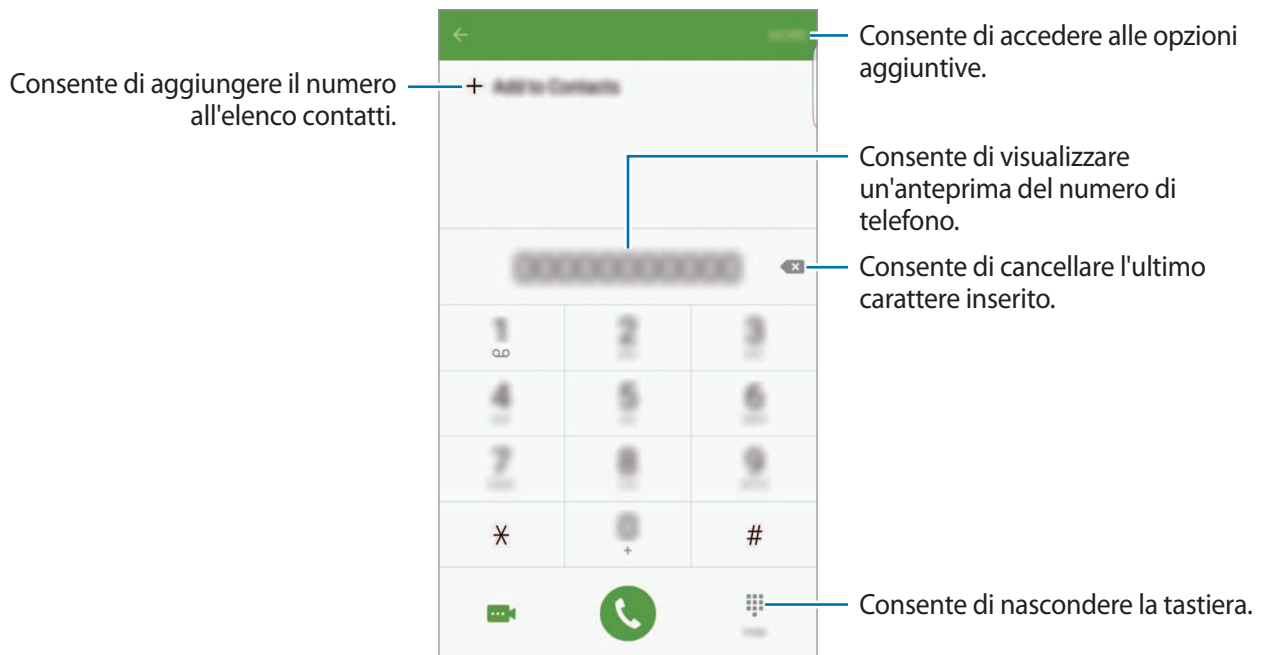 Consente di accedere alle opzioni
aggiuntive.
Consente di aggiungere il numero
all'elenco contatti.
+ Add to Contacts
Consente di visualizzare
un'anteprima del numero di
telefono.
Consente di cancellare l'ultimo
carattere inserito.
1 2 3
4 5 6
7 8 9
* 0 #
+
Consente di nascondere la tastiera.